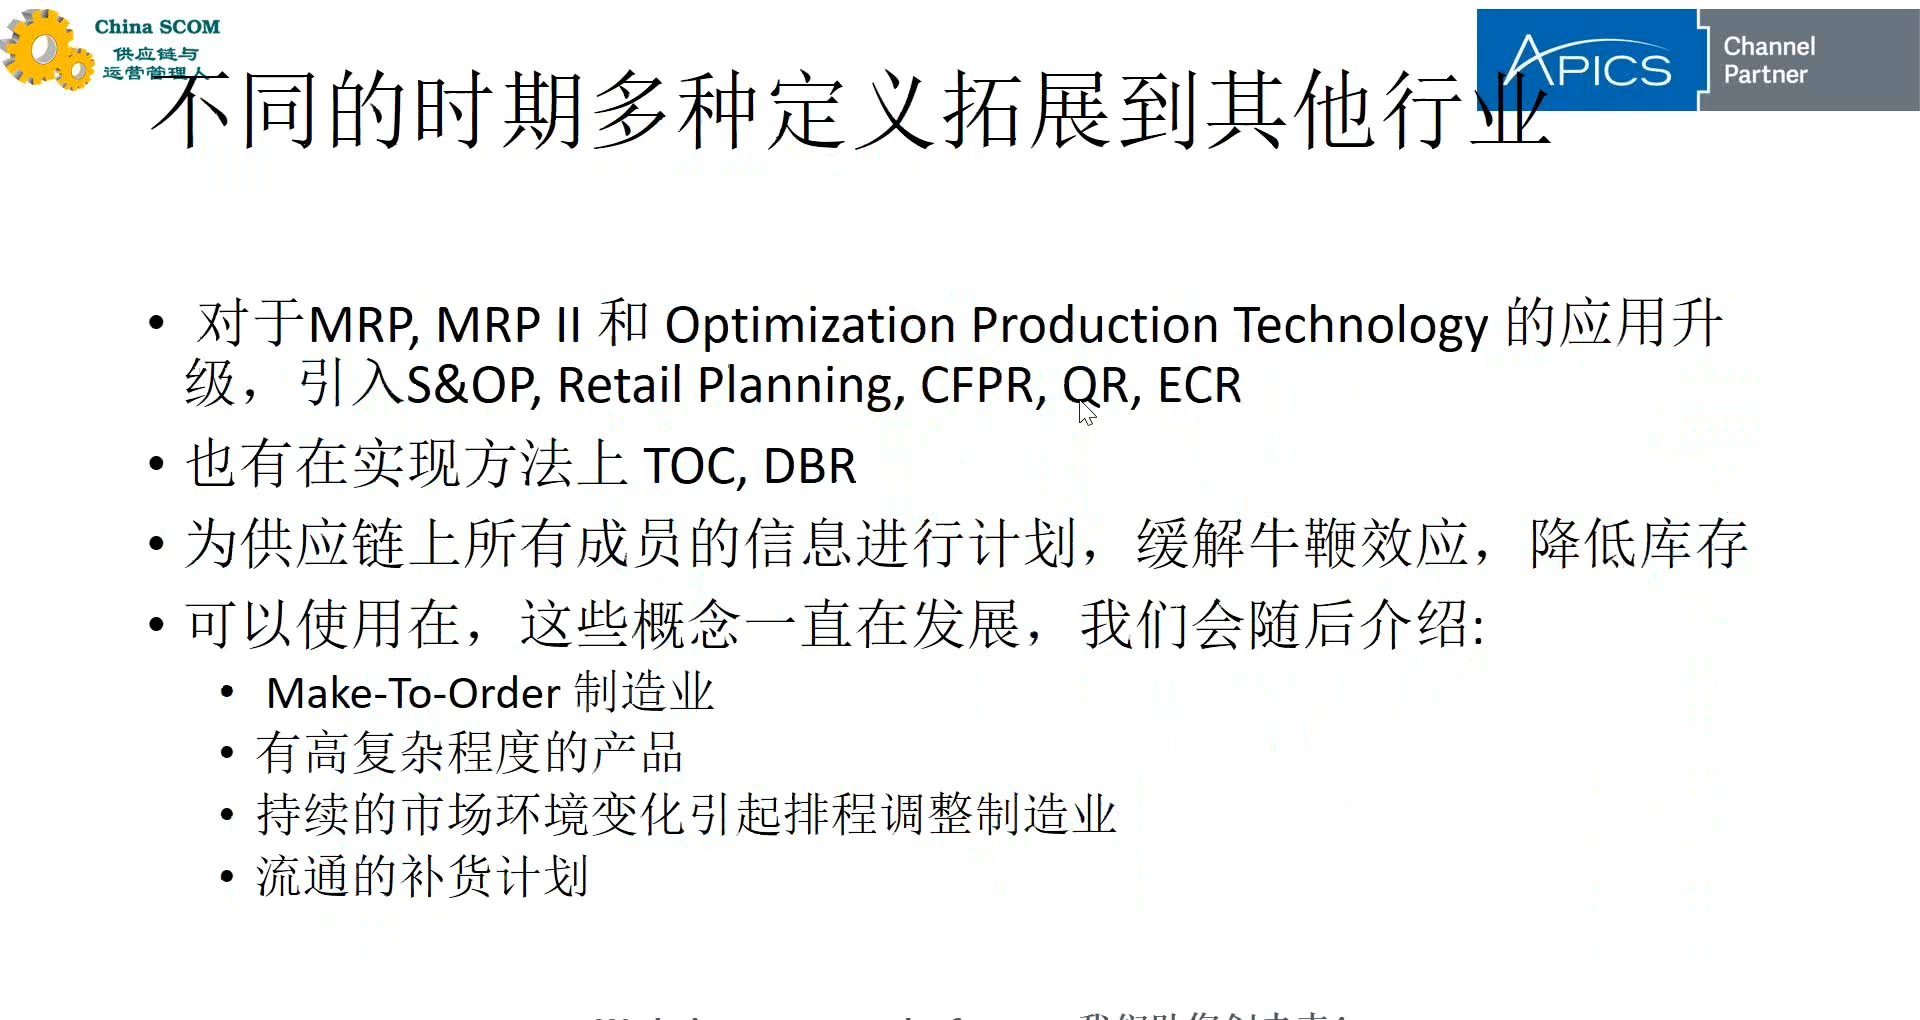 China SCOM
供应链与
运营管理人
APICS
Channel
Partner
不同的时期多种定义拓展到其他行业
• 对于MRP, MRP II 和 Optimization Production Technology 的应用升
级，引入S&OP, Retail Planning, CFPR, QR, ECR
• 也有在实现方法上 TOC, DBR
• 为供应链上所有成员的信息进行计划，缓解牛鞭效应，降低库存
• 可以使用在，这些概念一直在发展，我们会随后介绍:
• Make-To-Order 制造业
• 有高复杂程度的产品
• 持续的市场环境变化引起排程调整制造业
• 流通的补货计划